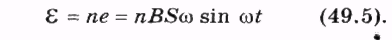 ℰ = ne = nBSω sin ωt (49.5).